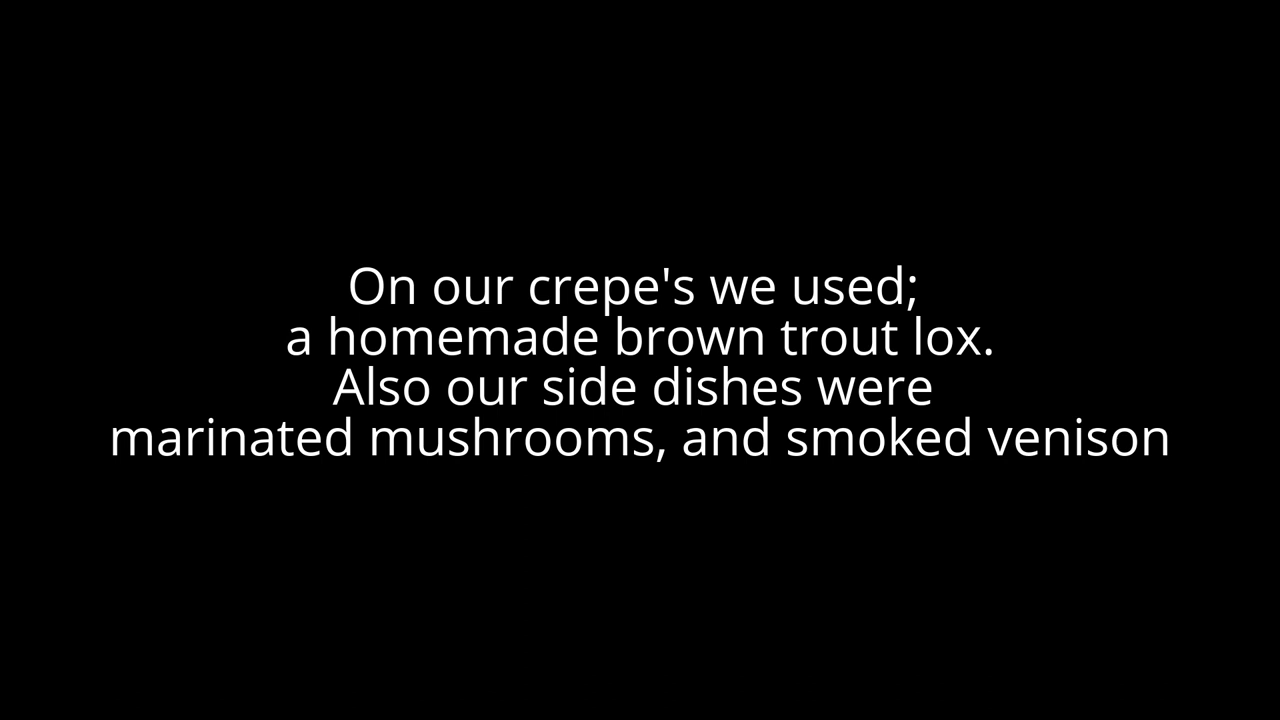 On our crepe's we used;
a homemade brown trout lox.
Also our side dishes were
marinated mushrooms, and smoked venison